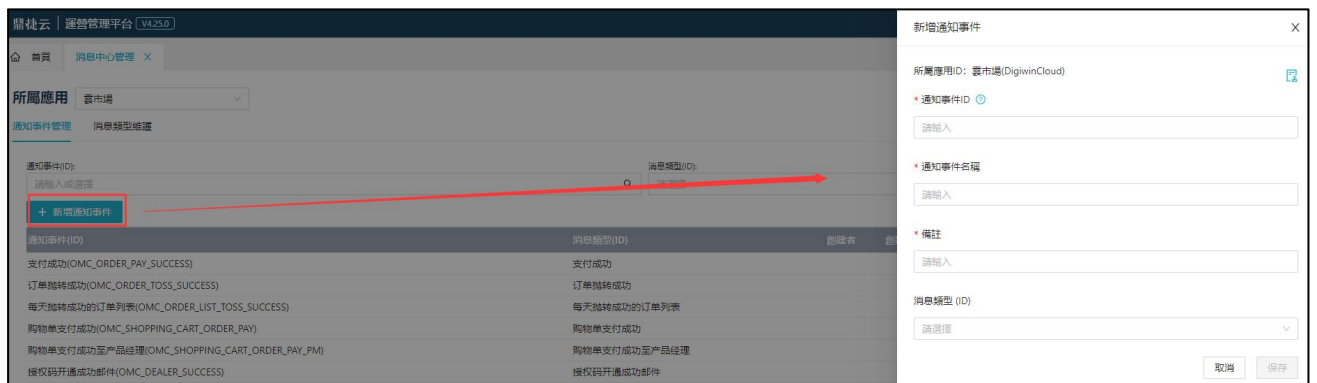 鼎捷云 | 運營管理平台 V4.25.0
首頁 消息中心管理 X
所屬應用 雲市場
通知事件管理 消息類型維護
通知事件(ID):
請輸入或選擇
消息類型(ID):
請選擇
+ 新增通知事件
通知事件(ID) 消息類型(ID) 創建者
支付成功(OMC_ORDER_PAY_SUCCESS) 支付成功
订单抛转成功(OMC_ORDER_TOSS_SUCCESS) 订单抛转成功
每天抛转成功的订单列表(OMC_ORDER_LIST_TOSS_SUCCESS) 每天抛转成功的订单列表
购物单支付成功(OMC_SHOPPING_CART_ORDER_PAY) 购物单支付成功
购物单支付成功至产品经理(OMC_SHOPPING_CART_ORDER_PAY_PM) 购物单支付成功至产品经理
授权码开通成功邮件(OMC_DEALER_SUCCESS) 授权码开通成功邮件
新增通知事件 X
所屬應用ID：雲市場(DigiwinCloud)
* 通知事件ID
請輸入
* 通知事件名稱
請輸入
* 備註
請輸入
消息類型 (ID)
請選擇
取消 保存